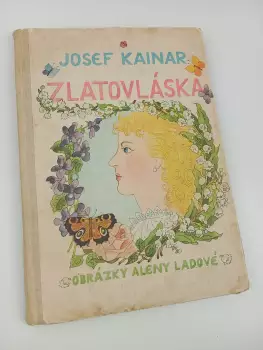 JOSEF KAINAR
ZLATOVLÁSKA
OBRÁZKY ALENY LADOVÉ